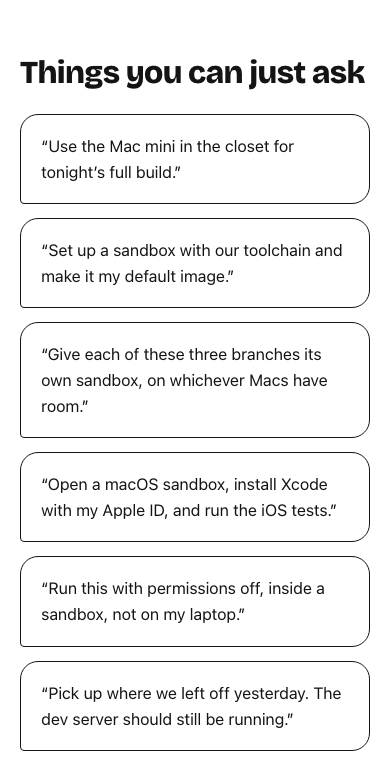 Things you can just ask
“Use the Mac mini in the closet for
tonight’s full build.”
“Set up a sandbox with our toolchain and
make it my default image.”
“Give each of these three branches its
own sandbox, on whichever Macs have
room.”
“Open a macOS sandbox, install Xcode
with my Apple ID, and run the iOS tests.”
“Run this with permissions off, inside a
sandbox, not on my laptop.”
“Pick up where we left off yesterday. The
dev server should still be running.”